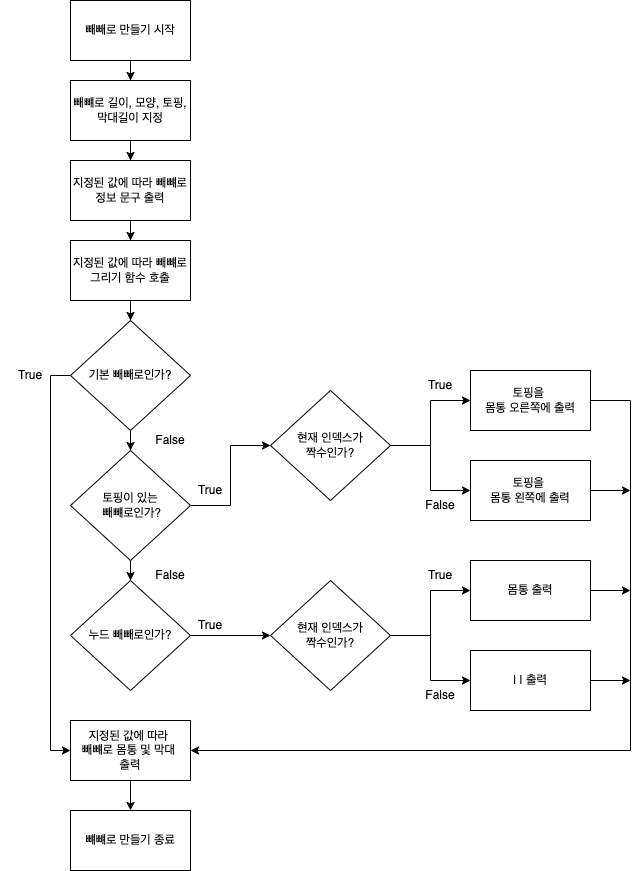 빼빼로 만들기 시작
빼빼로 길이, 모양, 토핑,
막대길이 지정
지정된 값에 따라 빼빼로
정보 문구 출력
지정된 값에 따라 빼빼로
그리기 함수 호출
기본 빼빼로인가?
True
False
토핑이 있는
빼빼로인가?
True
현재 인덱스가
짝수인가?
True
토핑을
몸통 오른쪽에 출력
False
토핑을
몸통 왼쪽에 출력
False
누드 빼빼로인가?
True
현재 인덱스가
짝수인가?
True
몸통 출력
False
| | 출력
지정된 값에 따라
빼빼로 몸통 및 막대
출력
빼빼로 만들기 종료